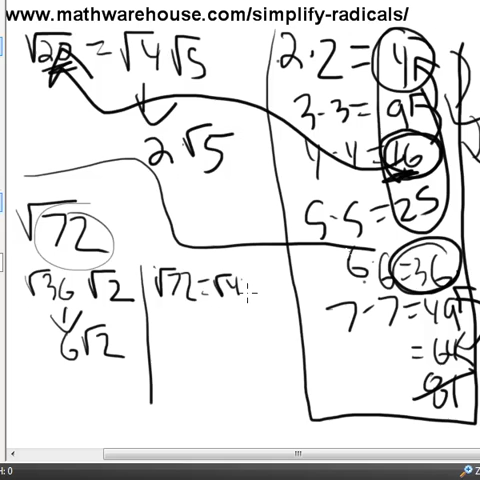 www.mathwarehouse.com/simplify-radicals/
√20 = √4 √5
2 √5
√72
√36 √2
6√2
√72 = √4
2 · 2 = 4
3 · 3 = 9
4 · 4 = 16
5 · 5 = 25
6 · 6 = 36
7 · 7 = 49
= 64
81
H: 0